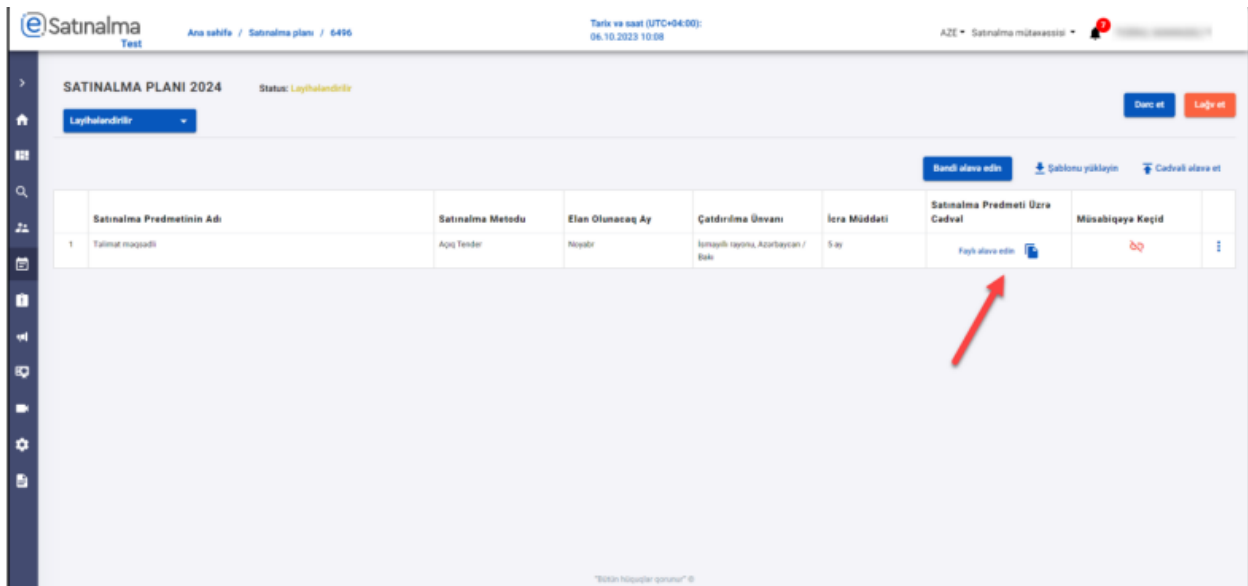 eSatınalma
Test
Ana səhifə / Satınalma planı / 6496
Tarix və saat (UTC+04:00):
06.10.2023 10:08
AZE
Satınalma mütəxəssisi
7
SATINALMA PLANI 2024
Status: Layihələndirilir
Layihələndirilir
Dərc et
Ləğv et
Bəndi əlavə edin
Şablonu yükləyin
Cədvəli əlavə et
Satınalma Predmetinin Adı
Satınalma Metodu
Elan Olunacaq Ay
Çatdırılma Ünvanı
İcra Müddəti
Satınalma Predmeti Üzrə
Cədvəl
Müsabiqəyə Keçid
1 Təlimat məqsədli
Açıq Tender
Noyabr
İsmayıllı rayonu, Azərbaycan /
Bakı
5 ay
Faylı əlavə edin
"Bütün hüquqlar qorunur" ©